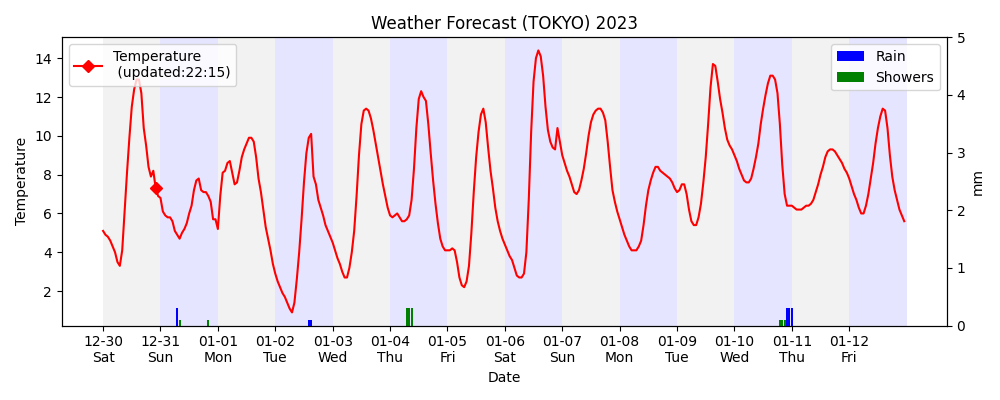 Weather Forecast (TOKYO) 2023
Temperature
(updated:22:15)
Rain
Showers
14
12
10
8
6
4
2
Temperature
5
4
3
2
1
0
mm
12-30 12-31 01-01 01-02 01-03 01-04 01-05 01-06 01-07 01-08 01-09 01-10 01-11 01-12
Sat Sun Mon Tue Wed Thu Fri Sat Sun Mon Tue Wed Thu Fri
Date